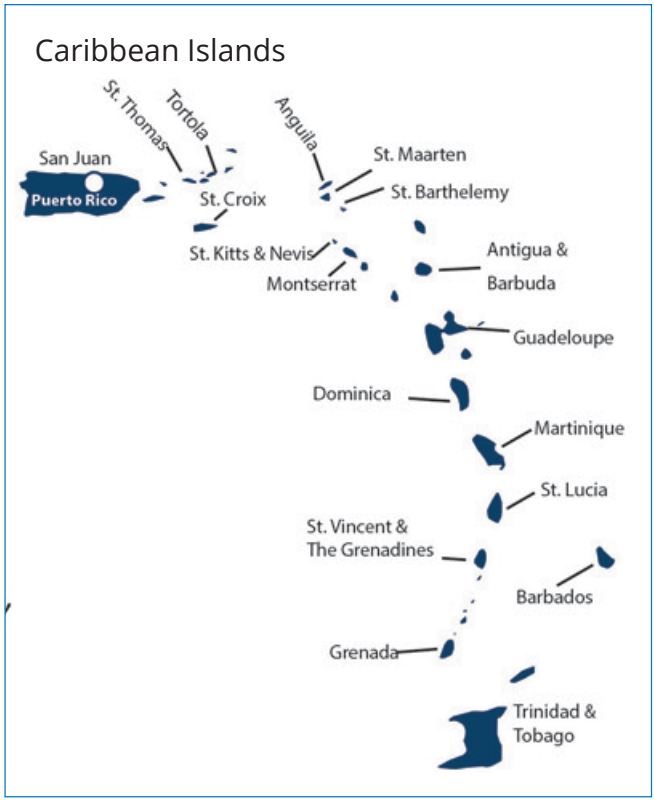 Caribbean Islands
St. Thomas
Tortola
Anguila
San Juan
St. Maarten
Puerto Rico
St. Croix
St. Barthelemy
St. Kitts & Nevis
Antigua &
Barbuda
Montserrat
Guadeloupe
Dominica
Martinique
St. Lucia
St. Vincent &
The Grenadines
Barbados
Grenada
Trinidad &
Tobago